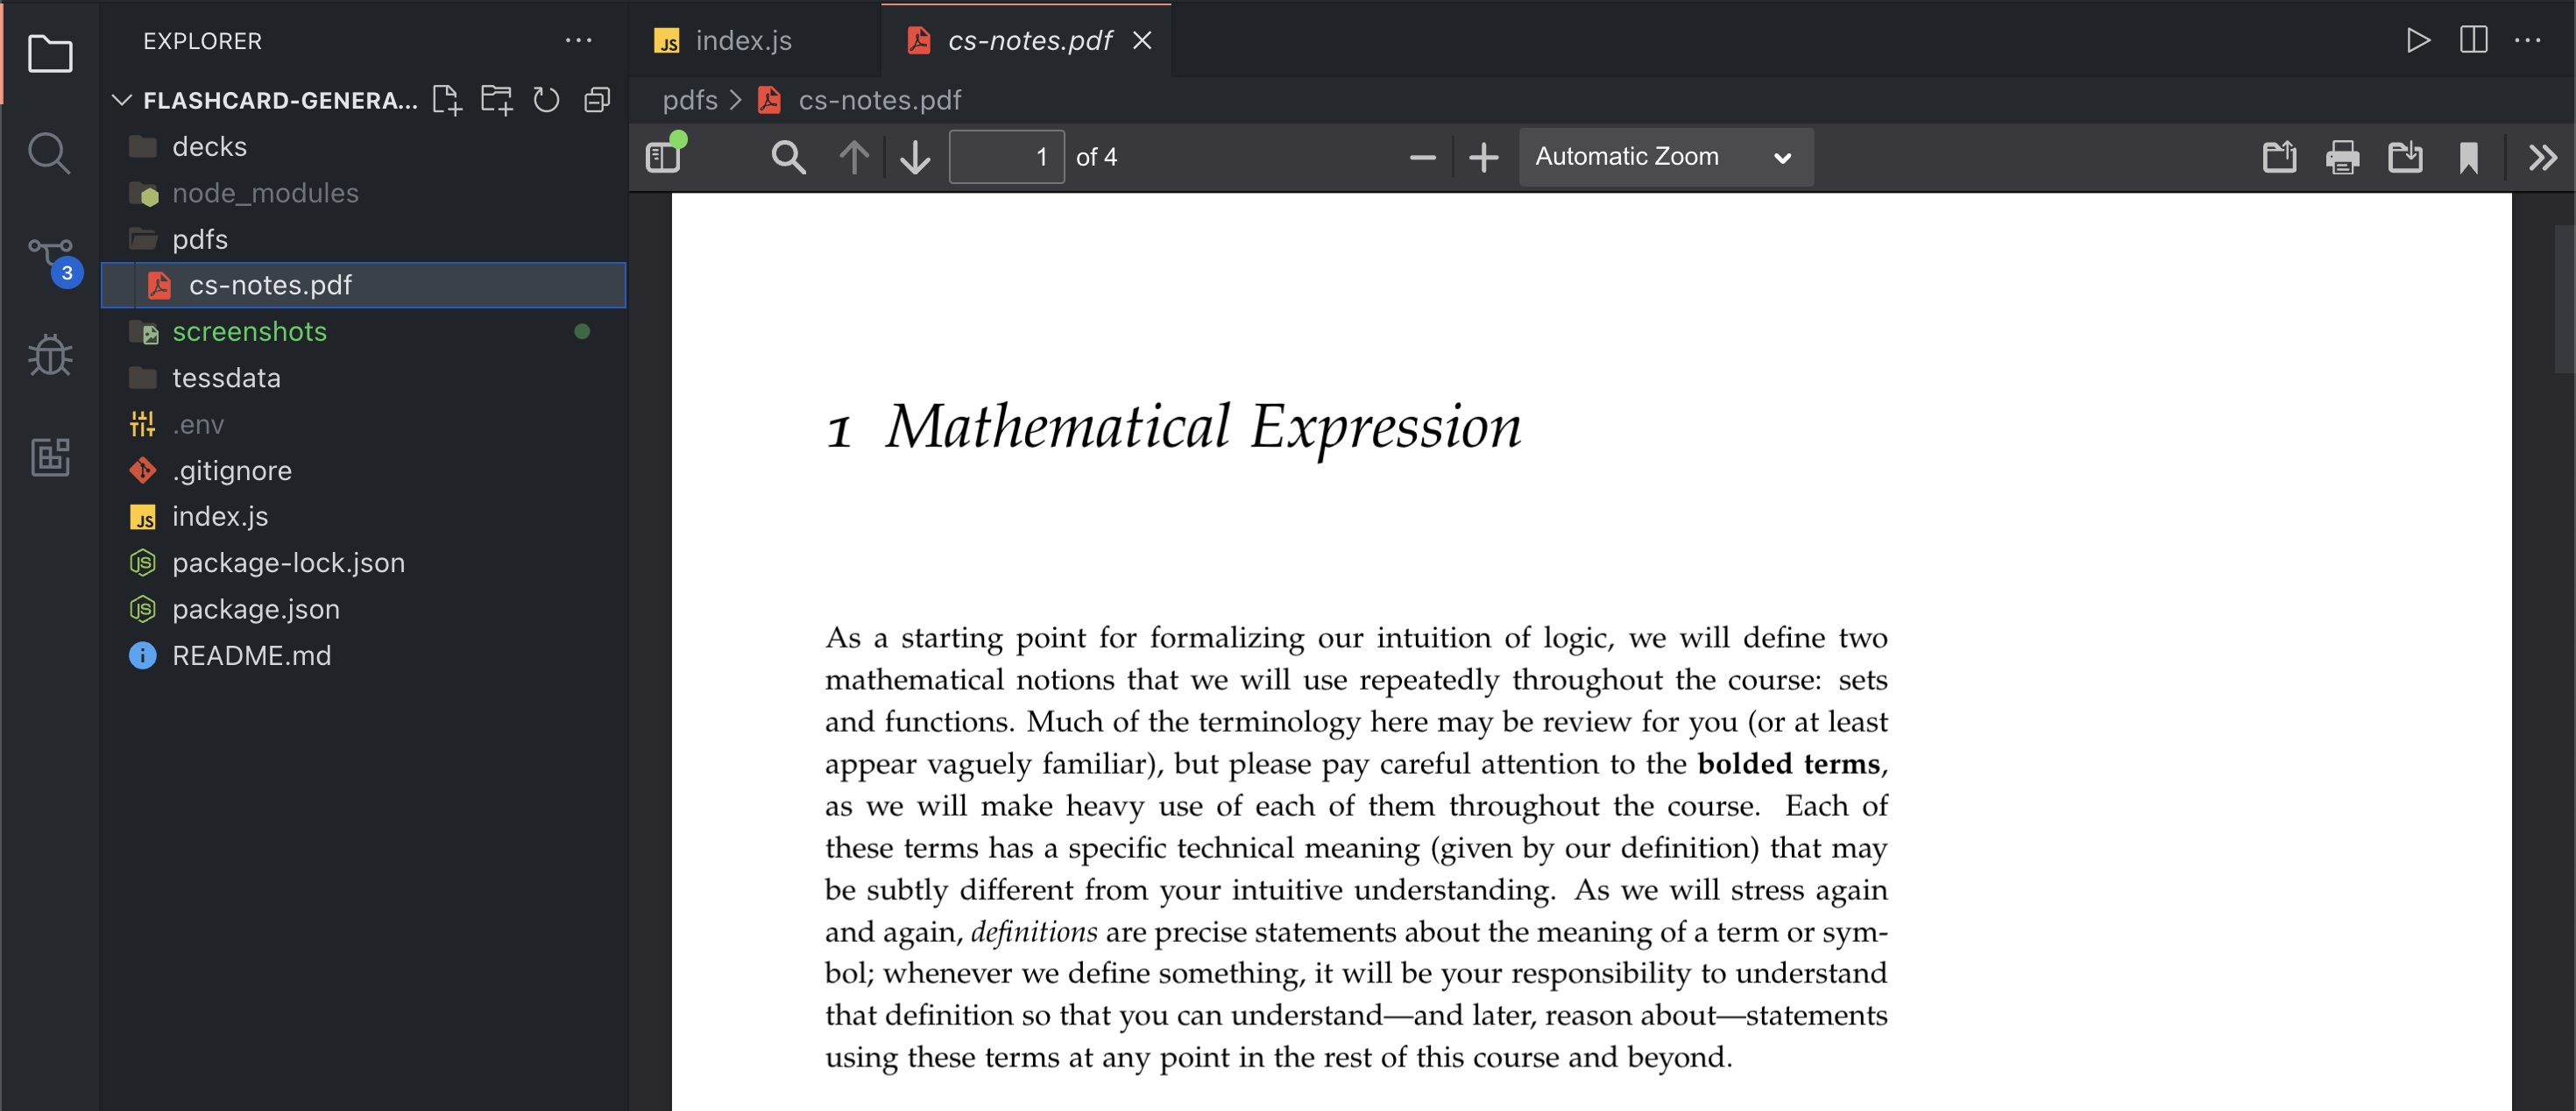 EXPLORER
FLASHCARD-GENERA...
decks
node_modules
pdfs
cs-notes.pdf
screenshots
tessdata
.env
.gitignore
JS index.js
JS package-lock.json
JS package.json
README.md
3
JS index.js
cs-notes.pdf
pdfs > cs-notes.pdf
1 of 4
Automatic Zoom
1 Mathematical Expression
As a starting point for formalizing our intuition of logic, we will define two
mathematical notions that we will use repeatedly throughout the course: sets
and functions. Much of the terminology here may be review for you (or at least
appear vaguely familiar), but please pay careful attention to the bolded terms,
as we will make heavy use of each of them throughout the course. Each of
these terms has a specific technical meaning (given by our definition) that may
be subtly different from your intuitive understanding. As we will stress again
and again, definitions are precise statements about the meaning of a term or sym-
bol; whenever we define something, it will be your responsibility to understand
that definition so that you can understand—and later, reason about—statements
using these terms at any point in the rest of this course and beyond.